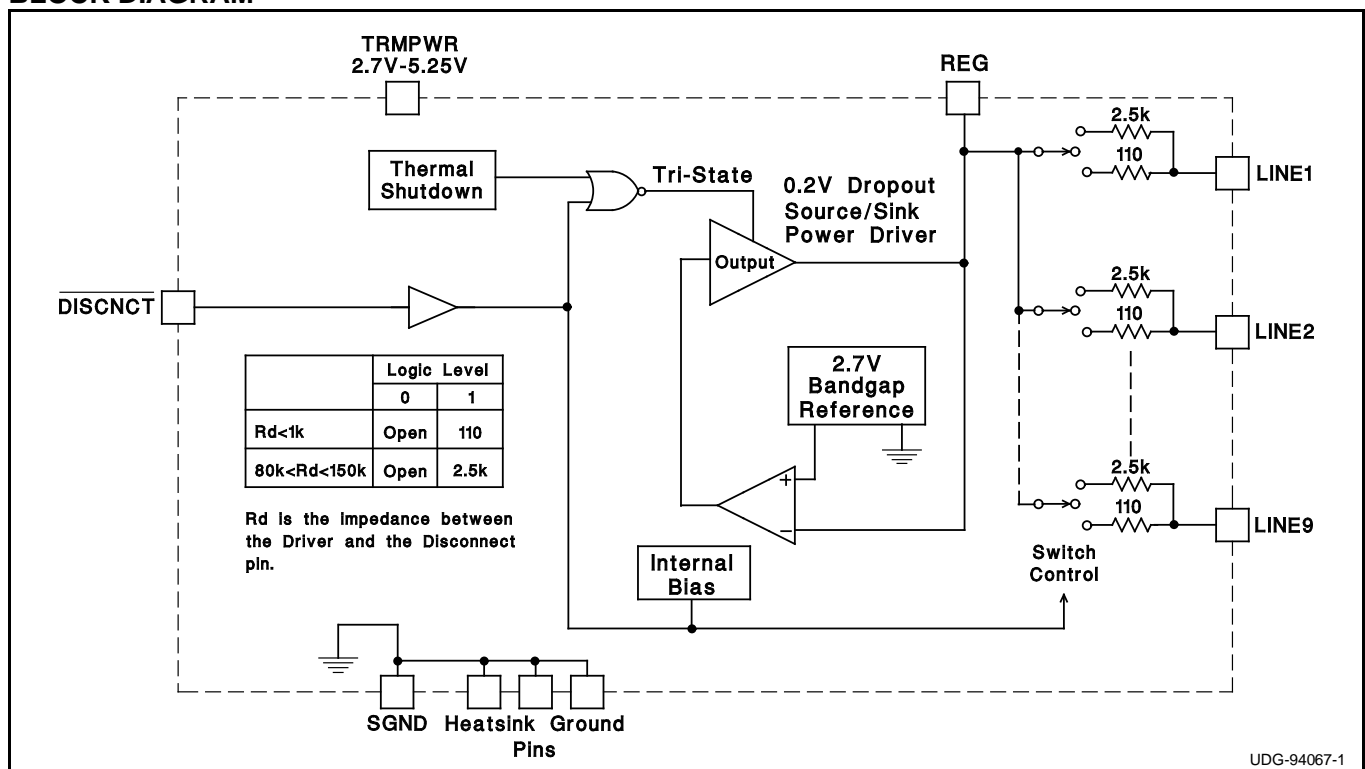 BLOCK DIAGRAM
TRMPWR
2.7V-5.25V
REG
Thermal
Shutdown
Tri-State
0.2V Dropout
Source/Sink
Power Driver
Output
2.5k
110
LINE1
DISCNCT
2.5k
110
LINE2
Logic Level
0 1
Rd<1k Open 110
80k<Rd<150k Open 2.5k
Rd is the impedance between
the Driver and the Disconnect
pin.
2.7V
Bandgap
Reference
+
−
2.5k
110
LINE9
Internal
Bias
Switch
Control
SGND
Heatsink Ground
Pins
UDG-94067-1